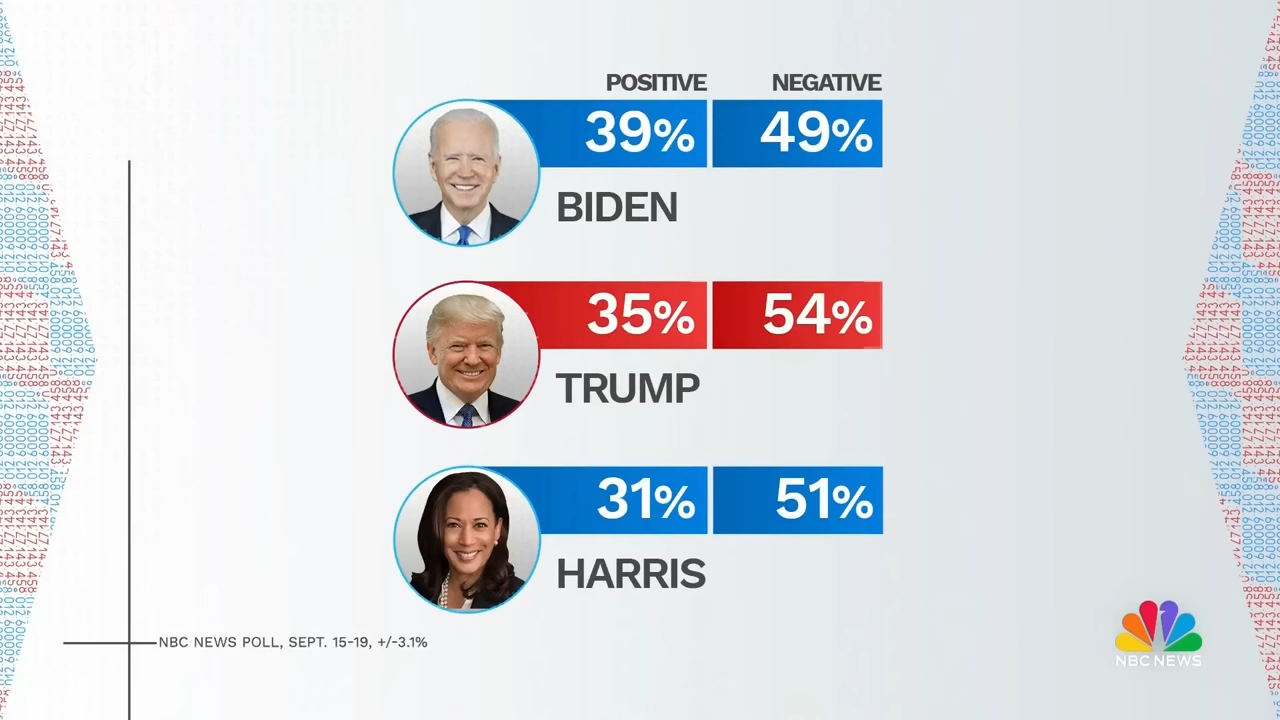 POSITIVE NEGATIVE
39% 49%
BIDEN
35% 54%
TRUMP
31% 51%
HARRIS
NBC NEWS POLL, SEPT. 15-19, +/-3.1%
NBC NEWS